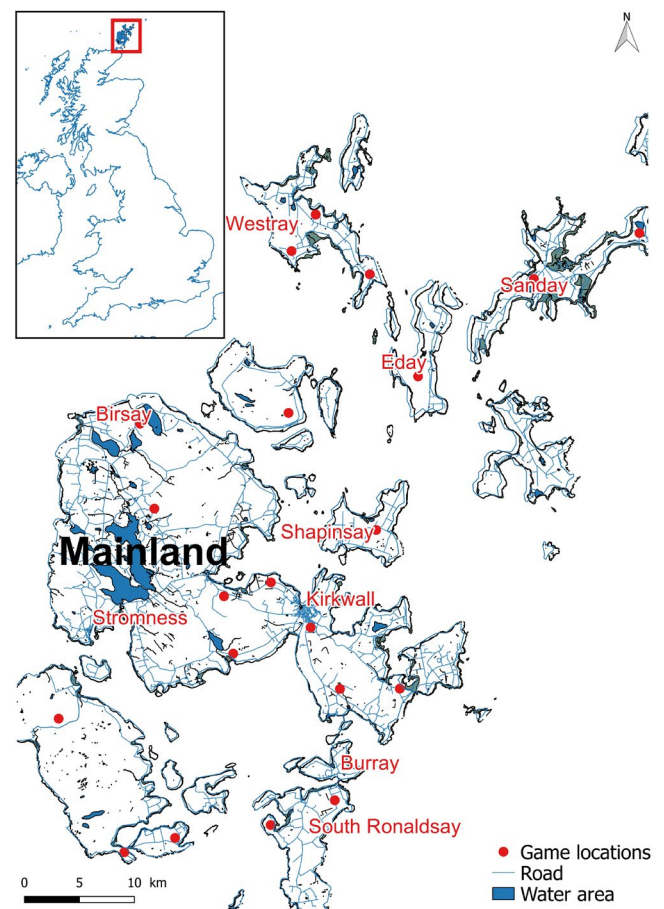 N
Westray
Sanday
Eday
Birsay
Shapinsay
Mainland
Kirkwall
Stromness
Burray
South Ronaldsay
Game locations
Road
Water area
0 5 10 km